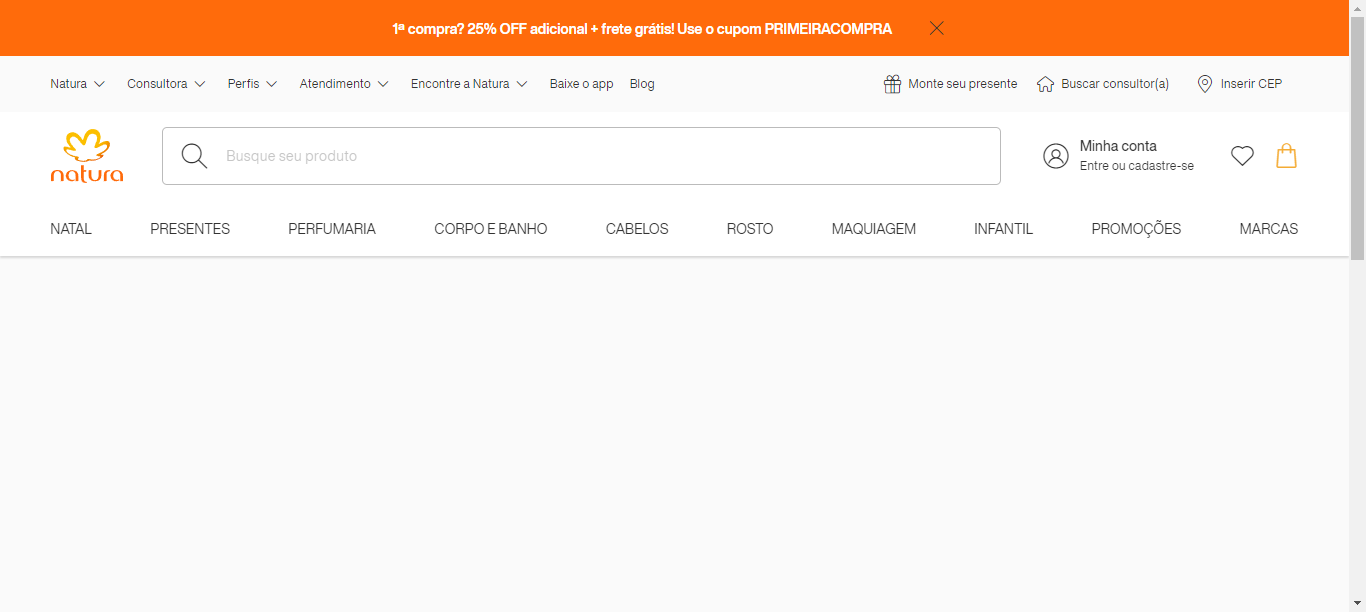 1ª compra? 25% OFF adicional + frete grátis! Use o cupom PRIMEIRACOMPRA
Natura Consultora Perfis Atendimento Encontre a Natura Baixe o app Blog Monte seu presente Buscar consultor(a) Inserir CEP
natura
Busque seu produto
Minha conta
Entre ou cadastre-se
NATAL PRESENTES PERFUMARIA CORPO E BANHO CABELOS ROSTO MAQUIAGEM INFANTIL PROMOÇÕES MARCAS